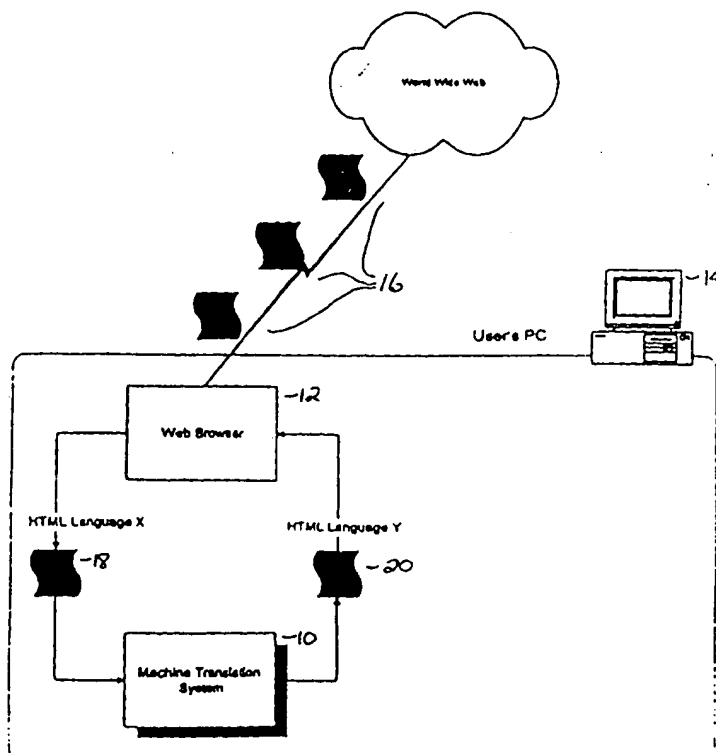 World Wide Web
16
14
User's PC
12
Web Browser
HTML Language X
HTML Language Y
18
20
10
Machine Translation
System